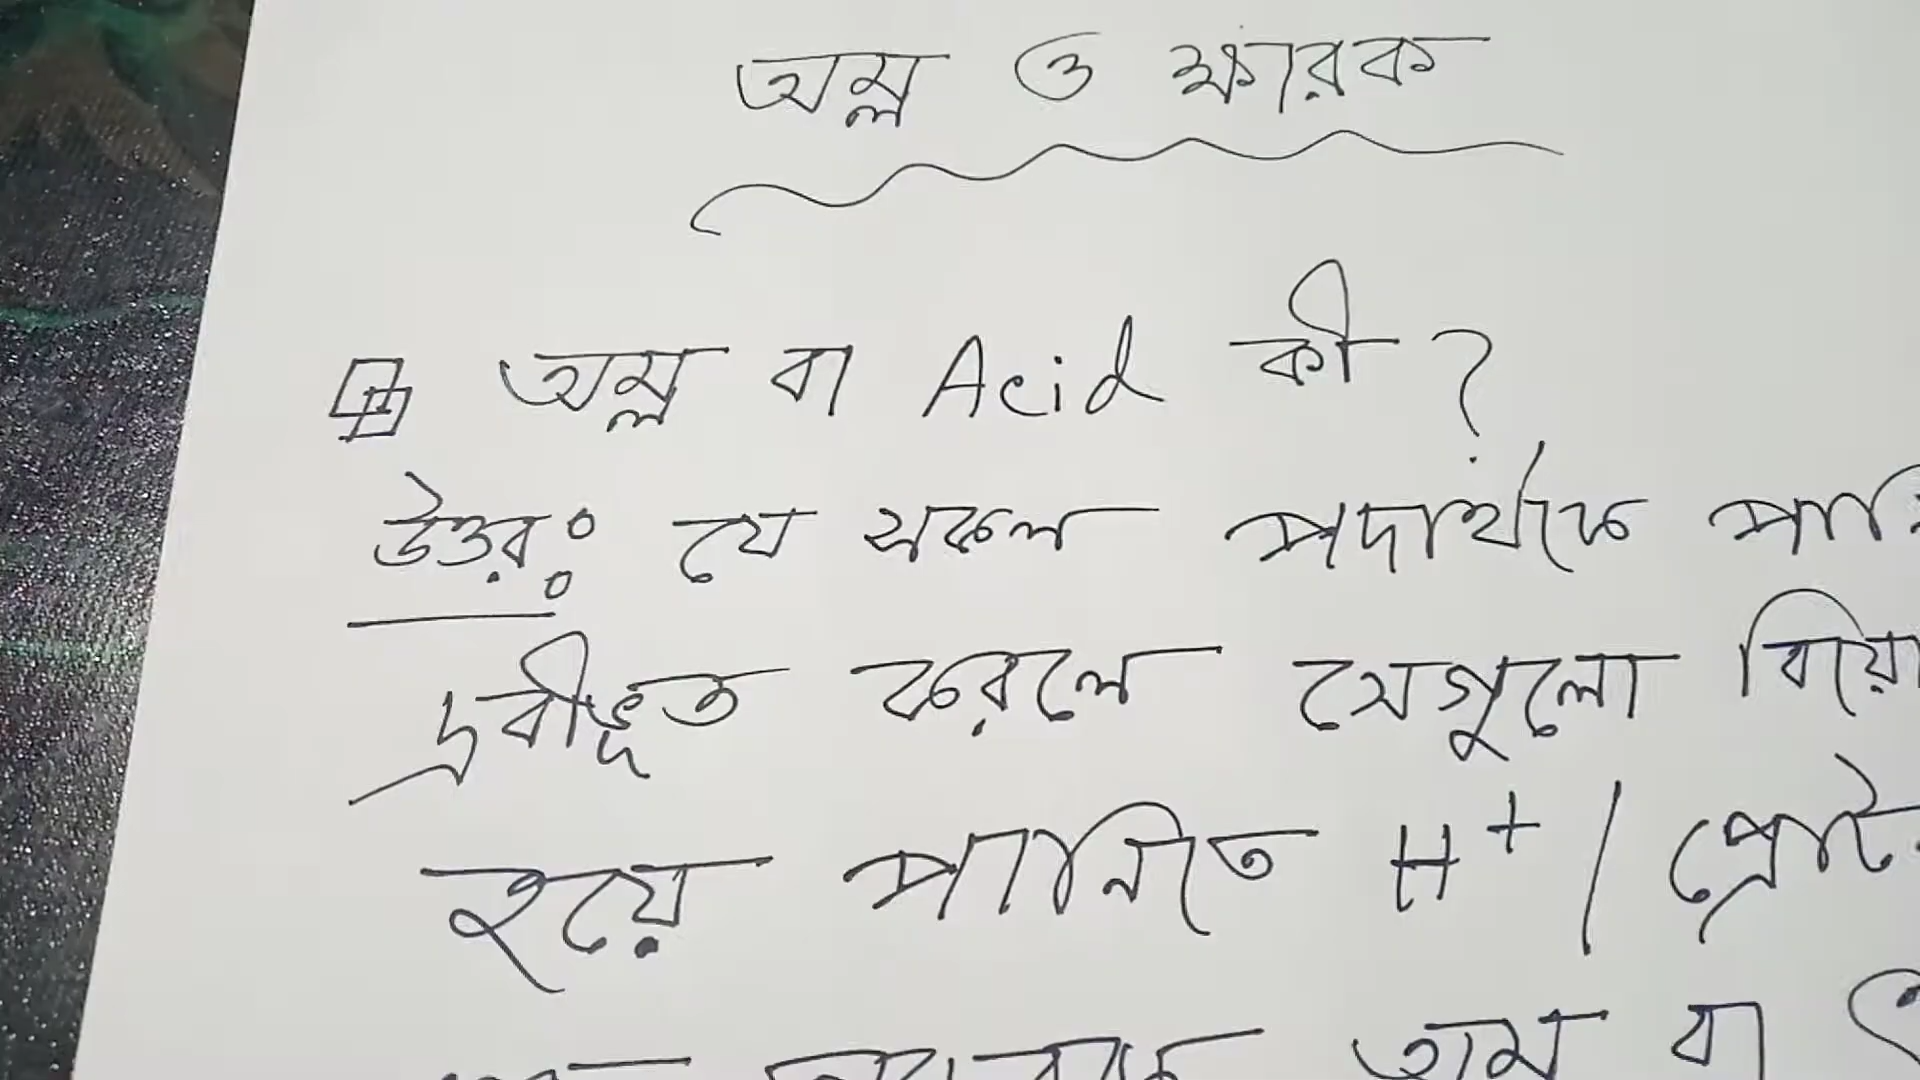 অম্ল ও ক্ষারক
অম্ল বা Acid কী?
উত্তর: যে সকল পদার্থকে পানি
দ্রবীভূত করলে সেগুলো বিয়ো
হয়ে পানিতে H+ / প্রোট
বা